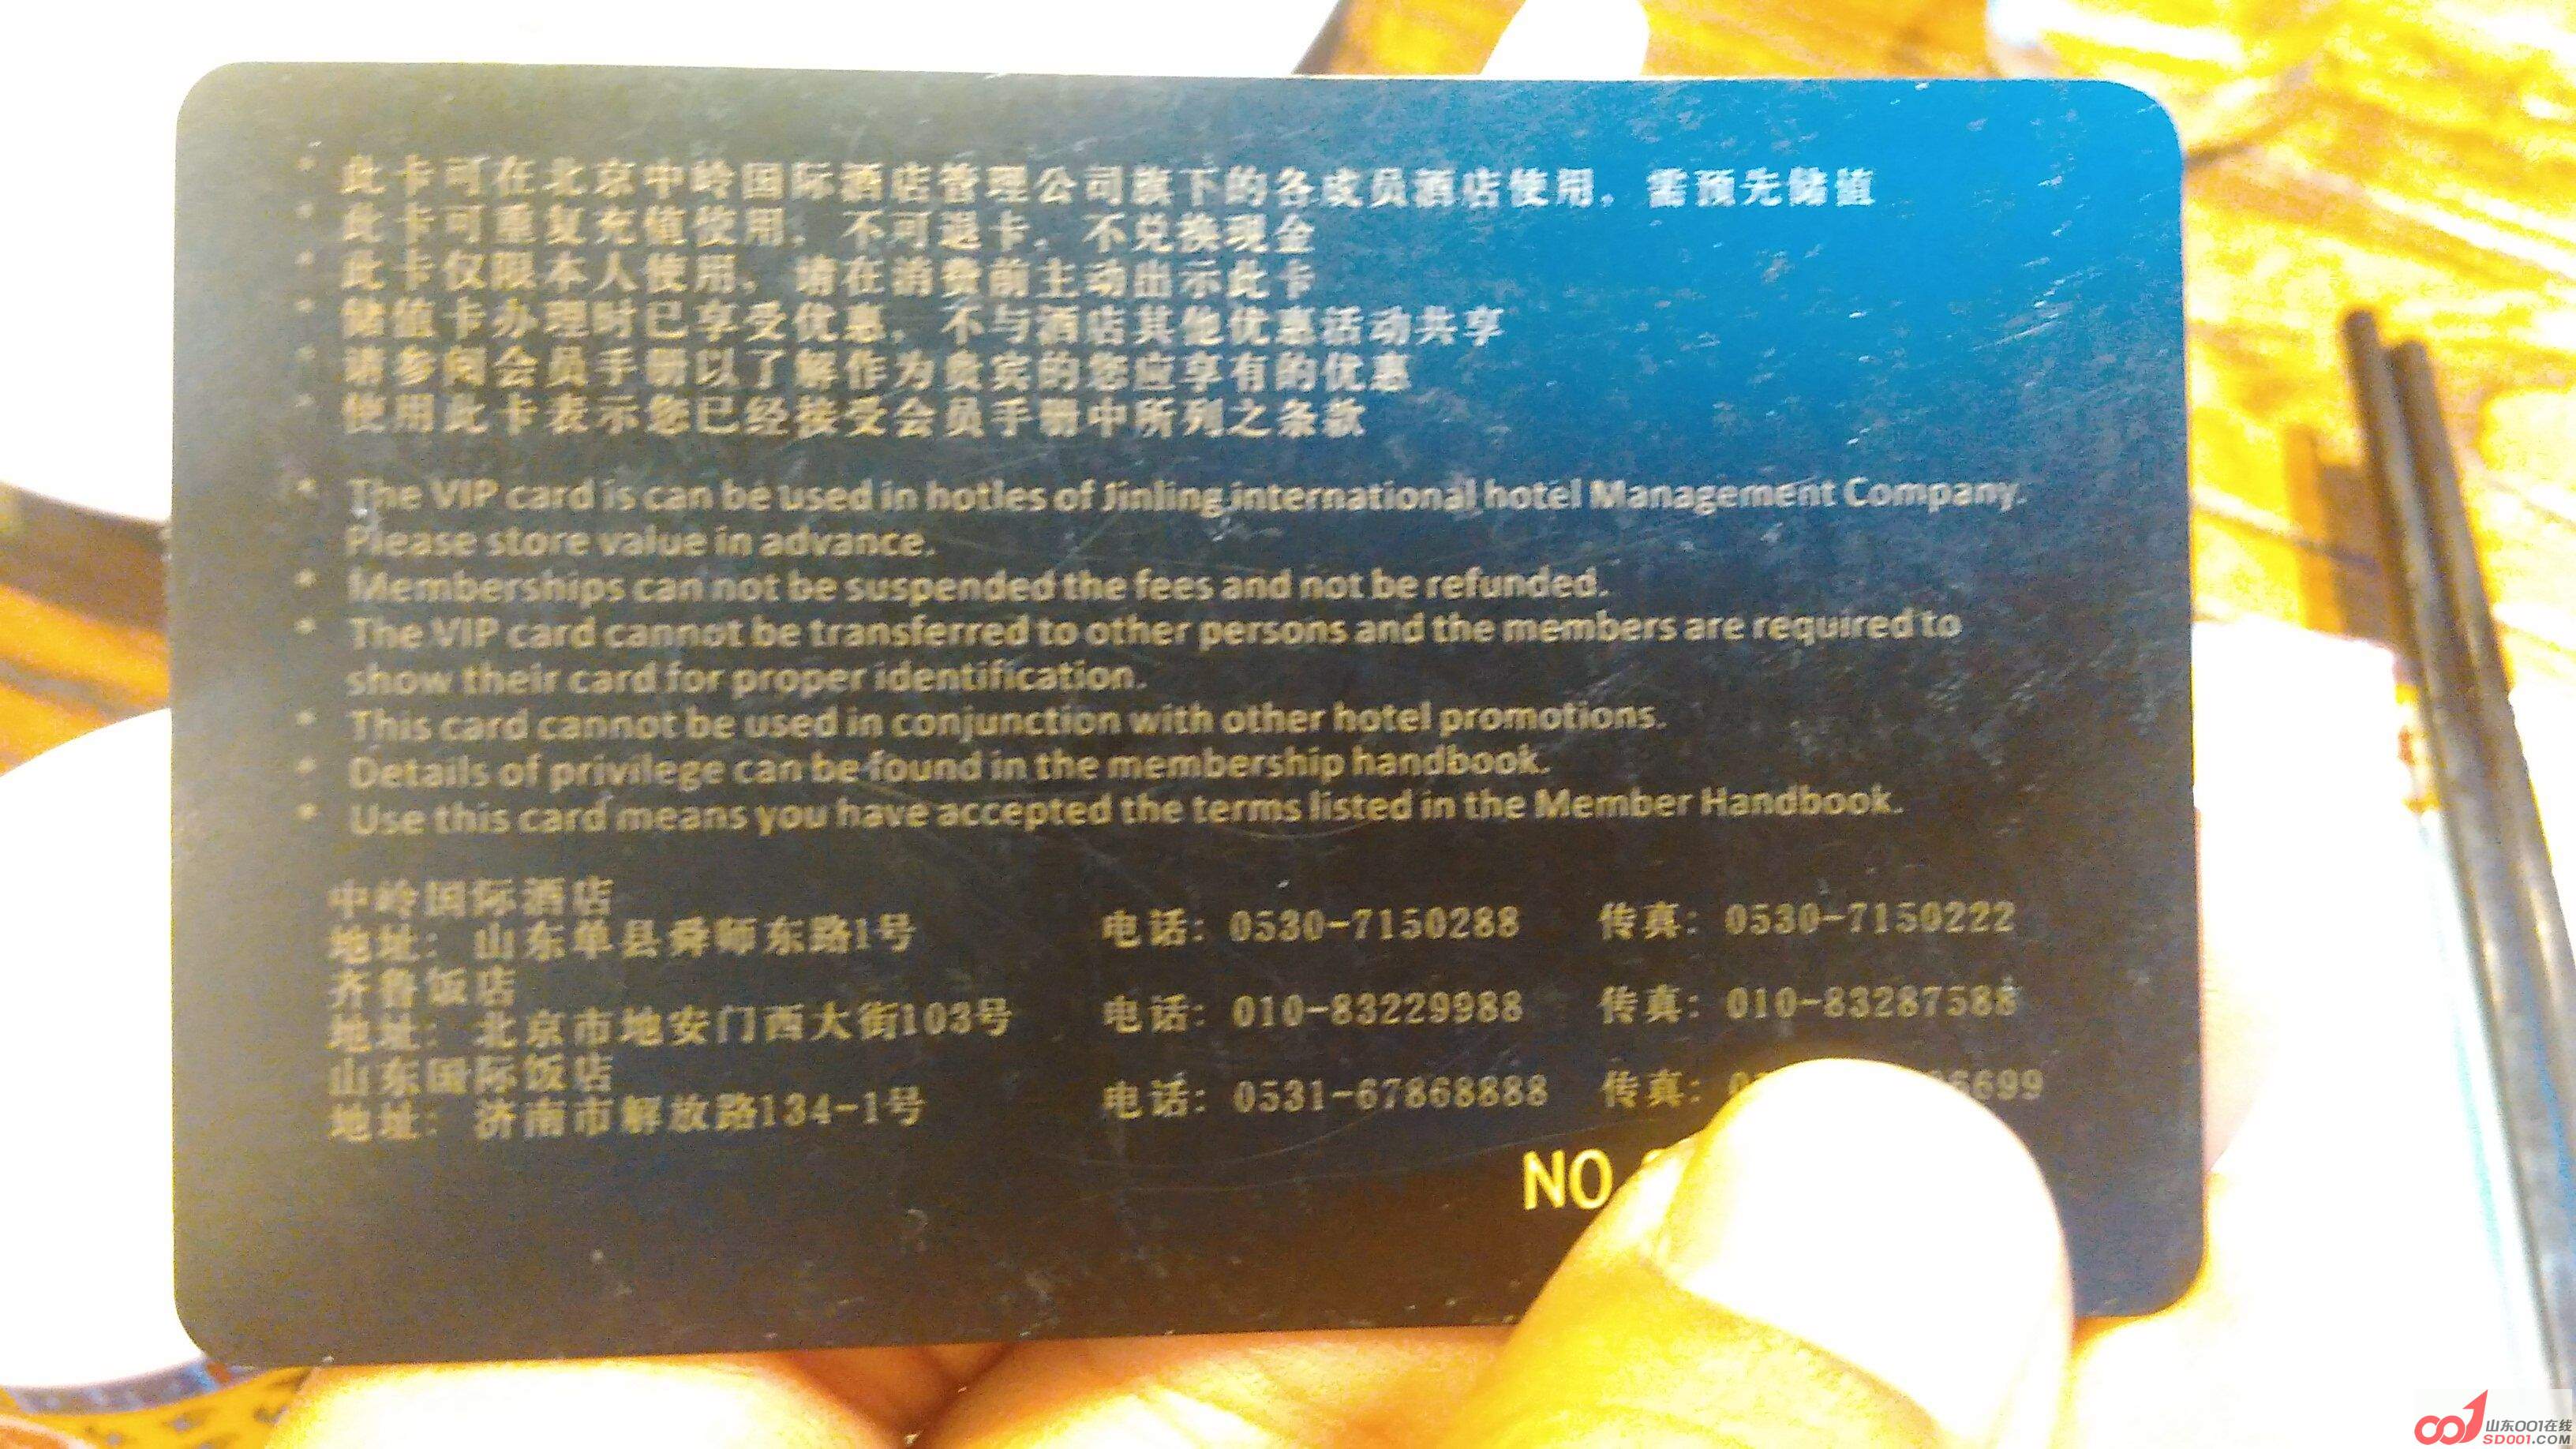 * 此卡可在北京中岭国际酒店管理公司旗下的各成员酒店使用，需预先储值
* 此卡可重复充值使用，不可退卡，不兑换现金
* 此卡仅限本人使用，请在消费前主动出示此卡
* 储值卡办理时已享受优惠，不与酒店其他优惠活动共享
* 请参阅会员手册以了解作为贵宾的您应享有的优惠
* 使用此卡表示您已经接受会员手册中所列之条款
* The VIP card is can be used in hotles of Jinling international hotel Management Company.
Please store value in advance.
* Memberships can not be suspended the fees and not be refunded.
* The VIP card cannot be transferred to other persons and the members are required to
show their card for proper identification.
* This card cannot be used in conjunction with other hotel promotions.
* Details of privilege can be found in the membership handbook.
* Use this card means you have accepted the terms listed in the Member Handbook.
中岭国际酒店
地址：山东单县舜师东路1号 电话：0530-7150288 传真：0530-7150222
齐鲁饭店
地址：北京市地安门西大街103号 电话：010-83229988 传真：010-83287588
山东国际饭店
地址：济南市解放路134-1号 电话：0531-67868888 传真： 6699
NO
山东001在线
SD001.COM